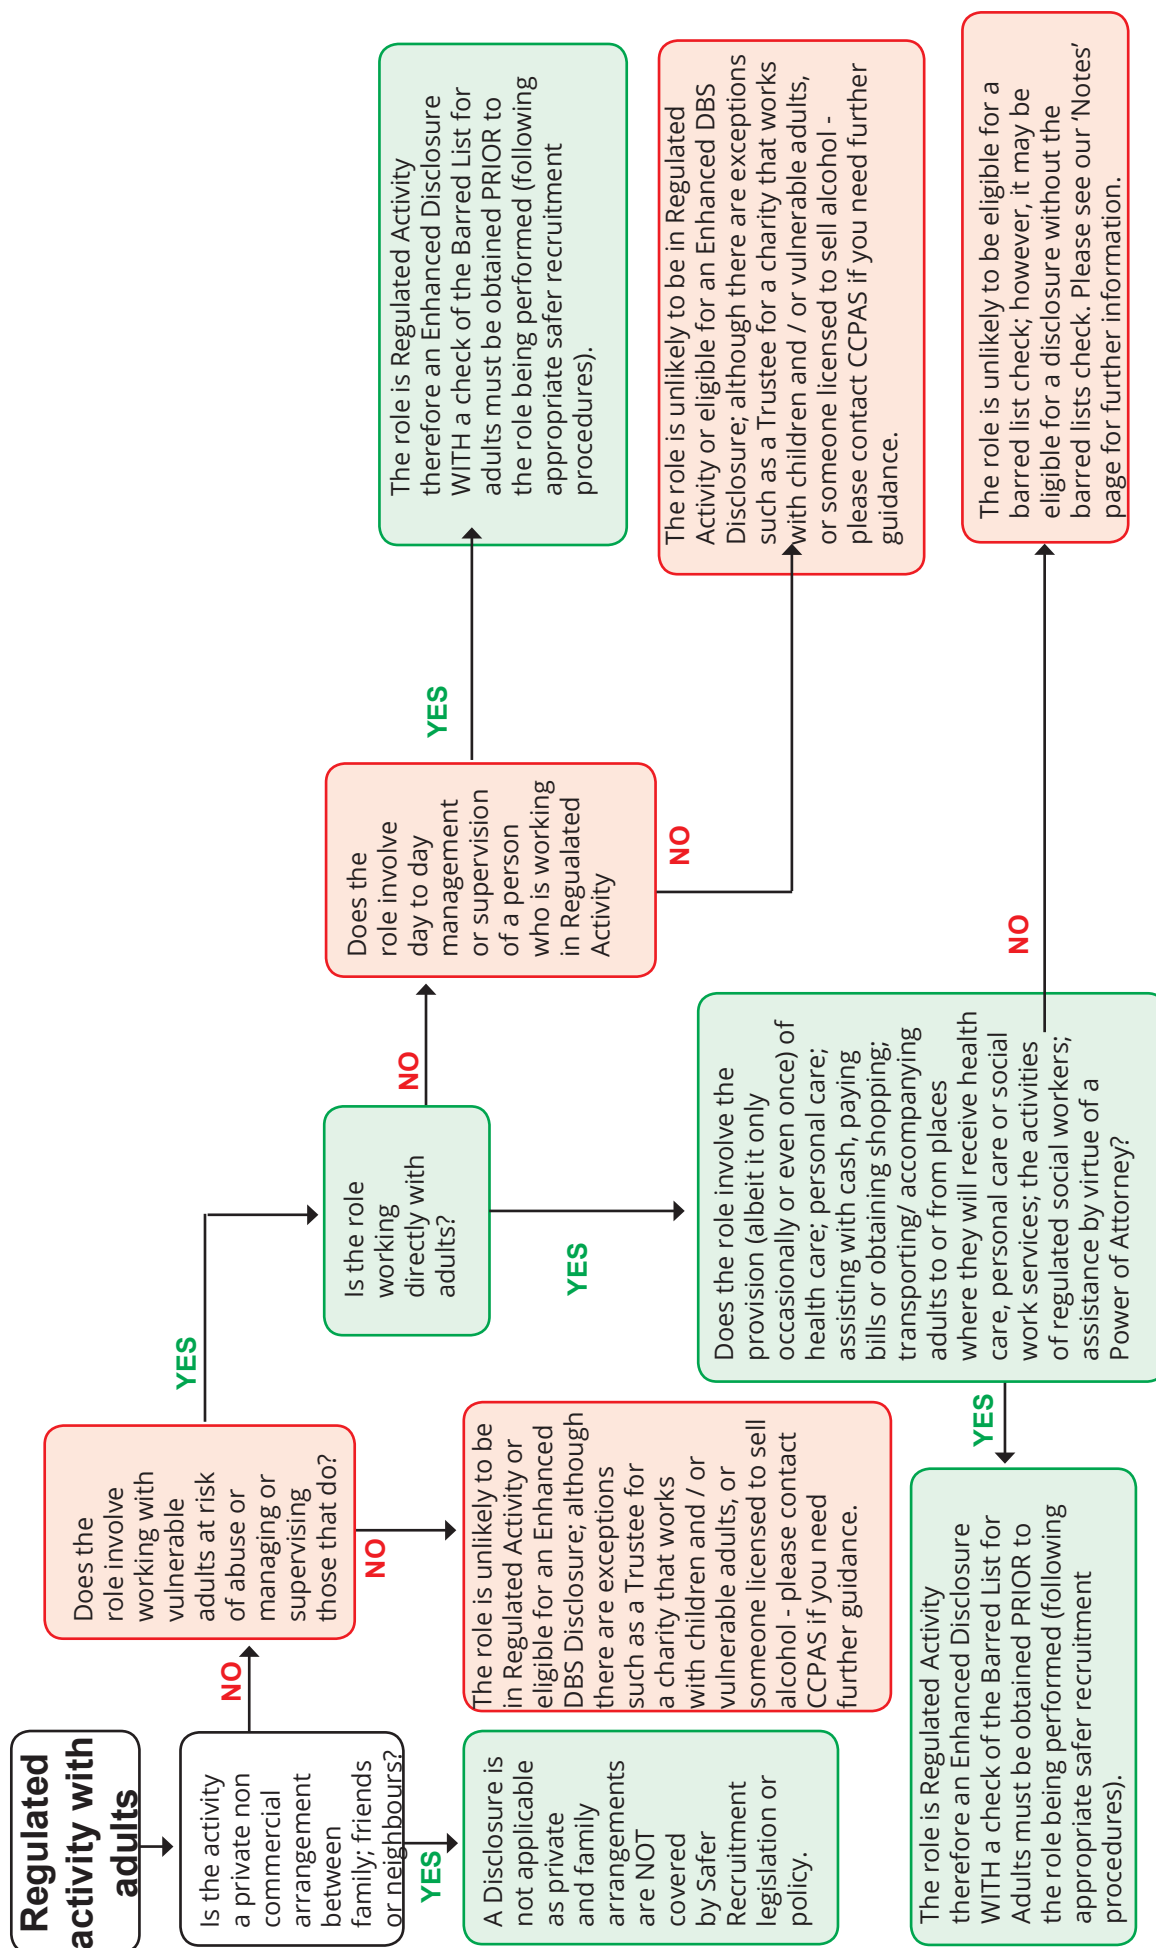 Regulated
activity with
adults
Is the activity
a private non
commercial
arrangement
between
family; friends
or neighbours?
YES
A Disclosure is
not applicable
as private
and family
arrangements
are NOT
covered
by Safer
Recruitment
legislation or
policy.
NO
Does the
role involve
working with
vulnerable
adults at risk
of abuse or
managing or
supervising
those that do?
NO
The role is unlikely to be
in Regulated Activity or
eligible for an Enhanced
DBS Disclosure; although
there are exceptions
such as a Trustee for
a charity that works
with children and / or
vulnerable adults, or
someone licensed to sell
alcohol - please contact
CCPAS if you need
further guidance.
YES
Is the role
working
directly with
adults?
NO
Does the
role involve
day to day
management
or supervision
of a person
who is working
in Regualated
Activity
YES
The role is Regulated Activity
therefore an Enhanced Disclosure
WITH a check of the Barred List for
adults must be obtained PRIOR to
the role being performed (following
appropriate safer recruitment
procedures).
NO
The role is unlikely to be in Regulated
Activity or eligible for an Enhanced DBS
Disclosure; although there are exceptions
such as a Trustee for a charity that works
with children and / or vulnerable adults,
or someone licensed to sell alcohol -
please contact CCPAS if you need further
guidance.
YES
Does the role involve the
provision (albeit it only
occasionally or even once) of
health care; personal care;
assisting with cash, paying
bills or obtaining shopping;
transporting/ accompanying
adults to or from places
where they will receive health
care, personal care or social
work services; the activities
of regulated social workers;
assistance by virtue of a
Power of Attorney?
NO
The role is unlikely to be eligible for a
barred list check; however, it may be
eligible for a disclosure without the
barred lists check. Please see our ‘Notes’
page for further information.
YES
The role is Regulated Activity
therefore an Enhanced Disclosure
WITH a check of the Barred List for
Adults must be obtained PRIOR to
the role being performed (following
appropriate safer recruitment
procedures).